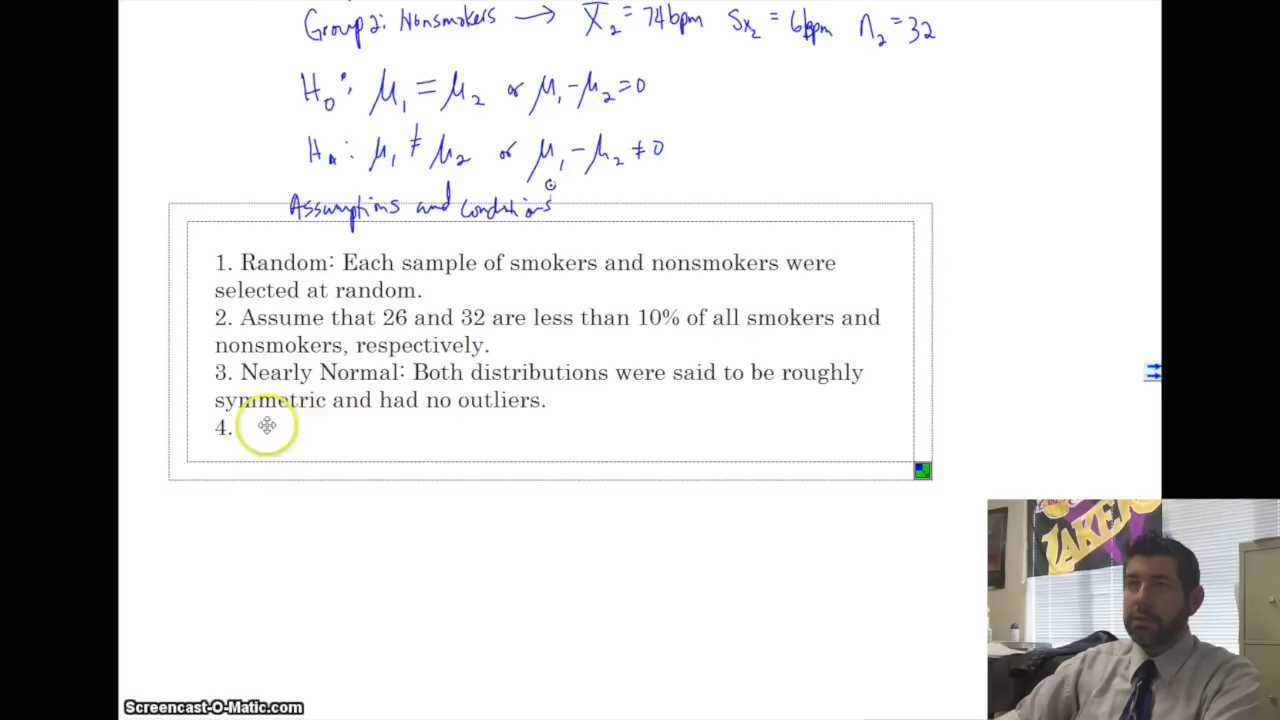 Group 2: Nonsmokers → X̄₂ = 74 bpm Sx₂ = 6 bpm n₂ = 32
H₀: μ₁ = μ₂ or μ₁ - μ₂ = 0
Hₐ: μ₁ ≠ μ₂ or μ₁ - μ₂ ≠ 0
Assumptions and conditions
1. Random: Each sample of smokers and nonsmokers were
selected at random.
2. Assume that 26 and 32 are less than 10% of all smokers and
nonsmokers, respectively.
3. Nearly Normal: Both distributions were said to be roughly
symmetric and had no outliers.
4.
LAKERS
Screencast-O-Matic.com